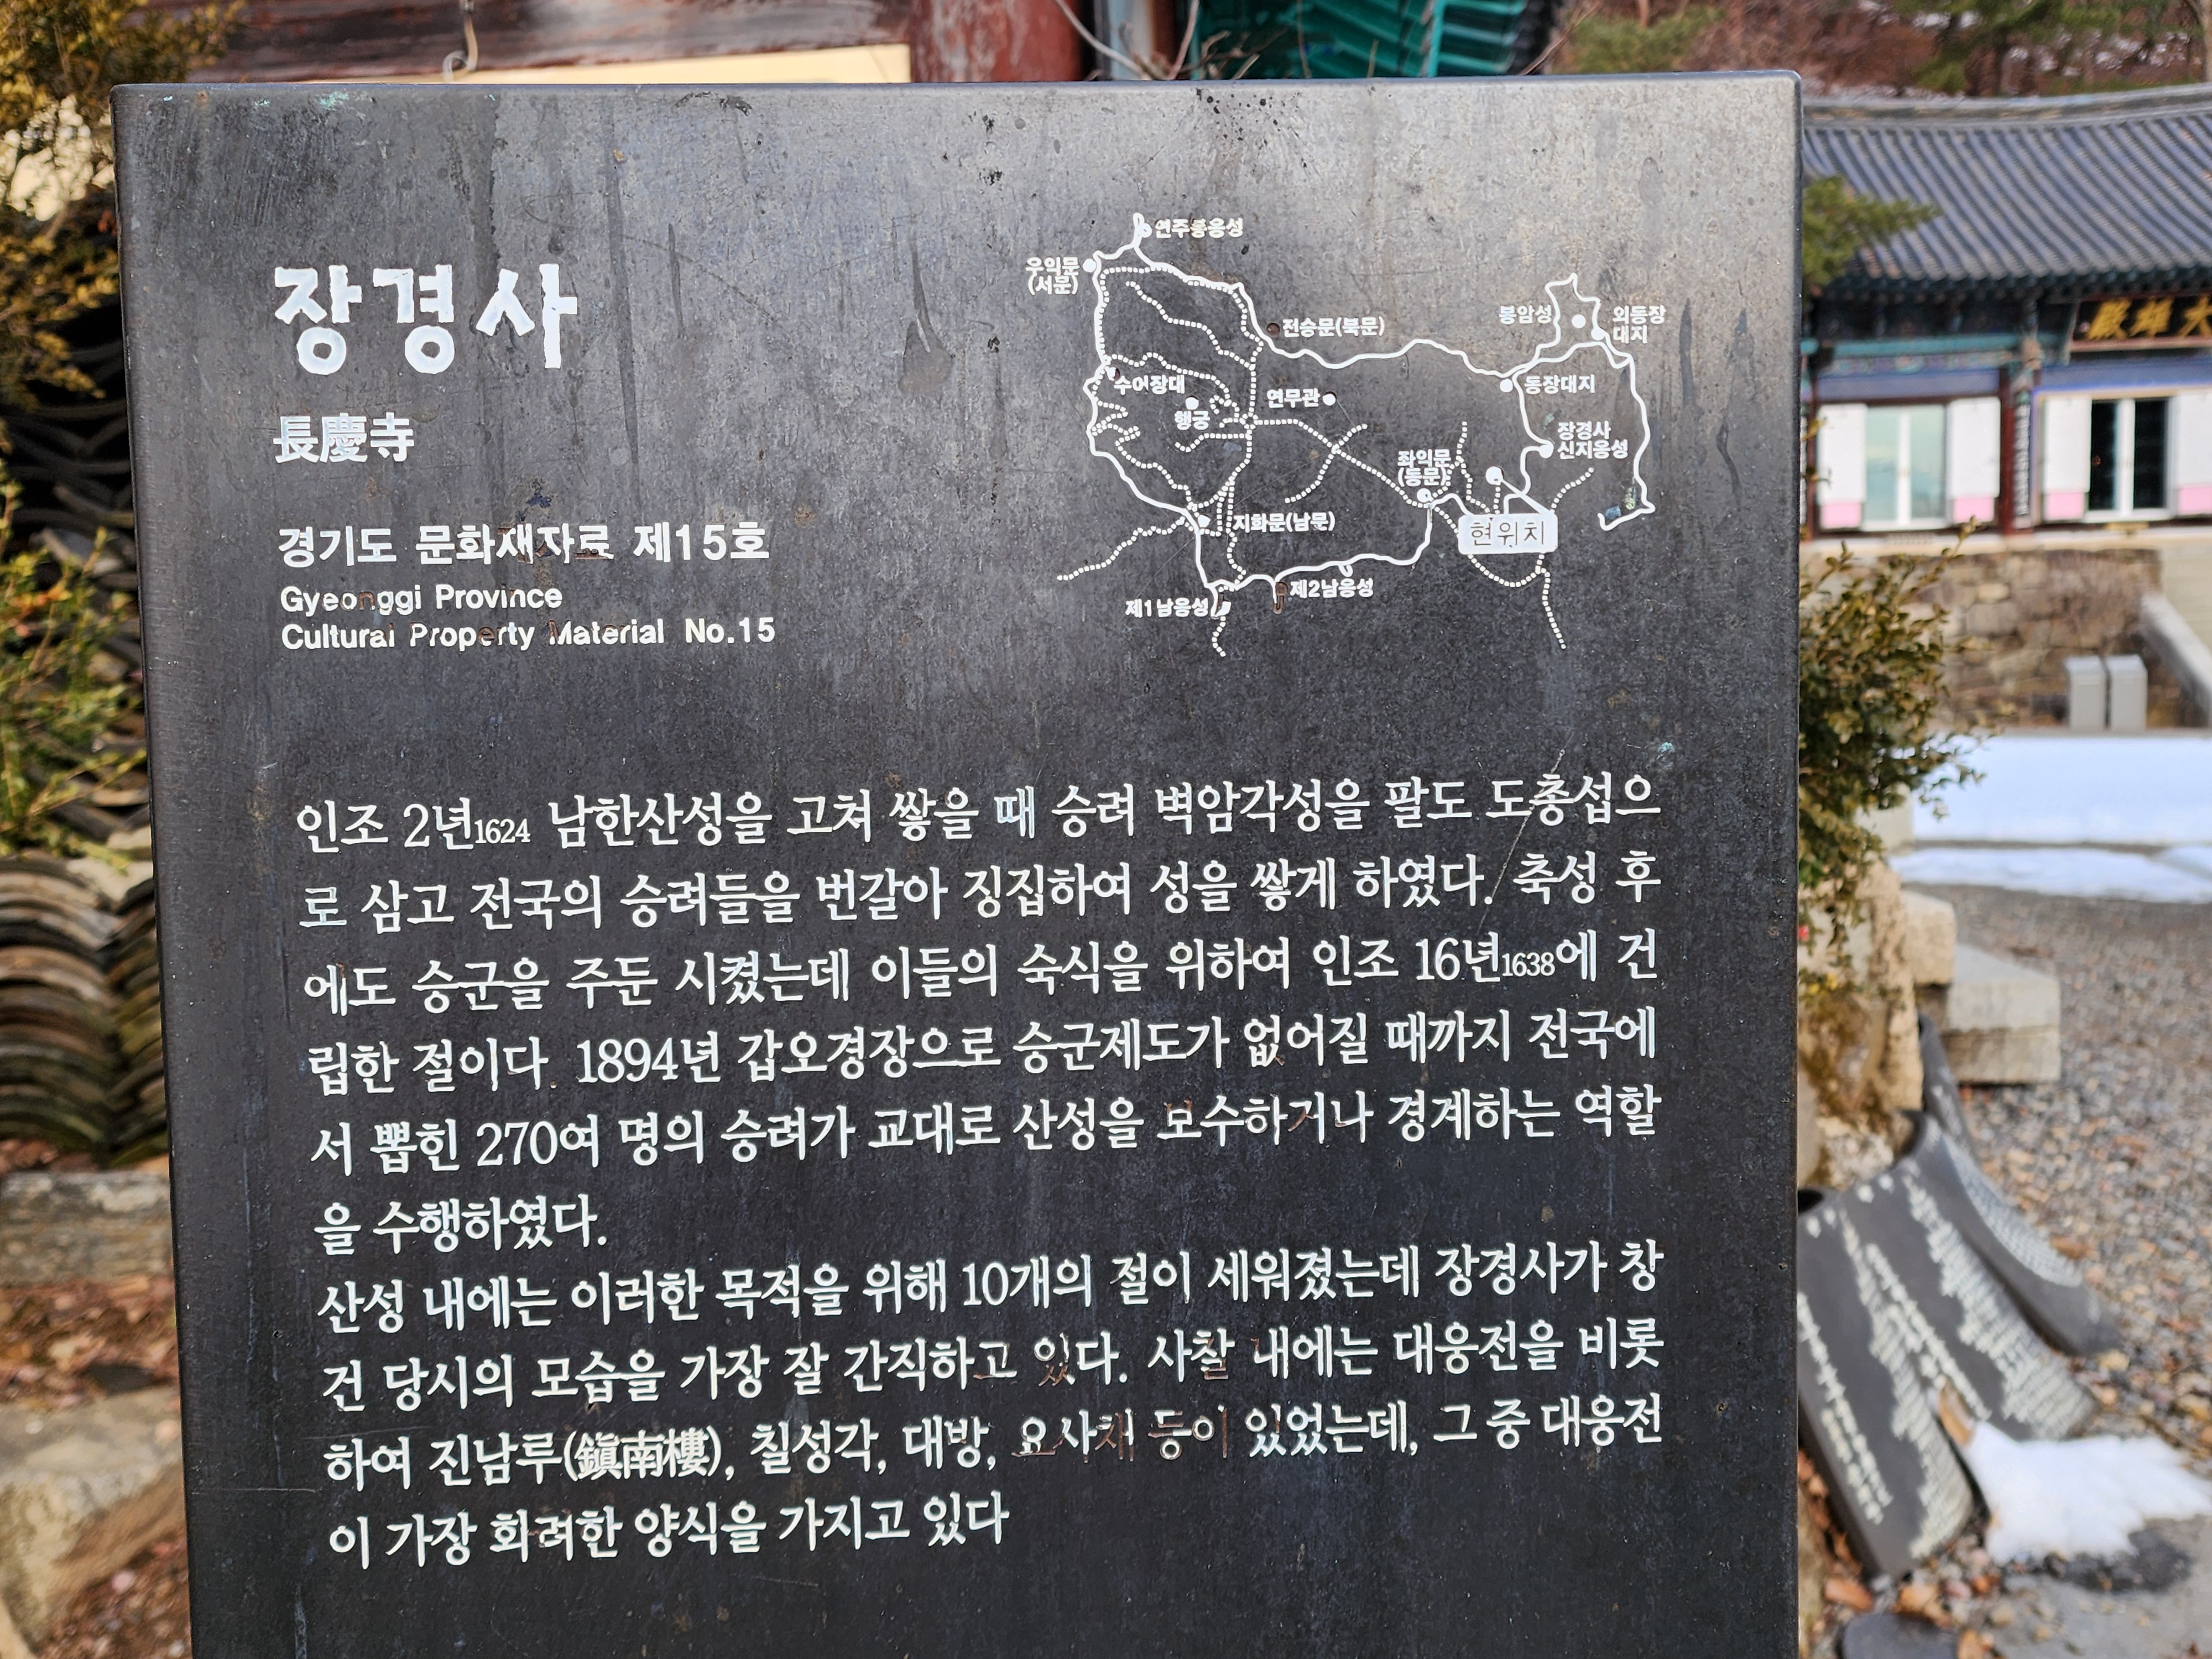 장경사
長慶寺
경기도 문화재자료 제15호
Gyeonggi Province
Cultural Property Material No.15
연주봉옹성
우익문
(서문)
전승문(북문)
봉암성
외동장
대지
수어장대
동장대지
연무관
행궁
장경사
신지옹성
좌익문
(동문)
지화문(남문)
현위치
제2남옹성
제1남옹성
인조 2년1624 남한산성을 고쳐 쌓을 때 승려 벽암각성을 팔도 도총섭으
로 삼고 전국의 승려들을 번갈아 징집하여 성을 쌓게 하였다. 축성 후
에도 승군을 주둔 시켰는데 이들의 숙식을 위하여 인조 16년1638에 건
립한 절이다. 1894년 갑오경장으로 승군제도가 없어질 때까지 전국에
서 뽑힌 270여 명의 승려가 교대로 산성을 보수하거나 경계하는 역할
을 수행하였다.
산성 내에는 이러한 목적을 위해 10개의 절이 세워졌는데 장경사가 창
건 당시의 모습을 가장 잘 간직하고 있다. 사찰 내에는 대웅전을 비롯
하여 진남루(鎭南樓), 칠성각, 대방, 요사채 등이 있었는데, 그 중 대웅전
이 가장 화려한 양식을 가지고 있다